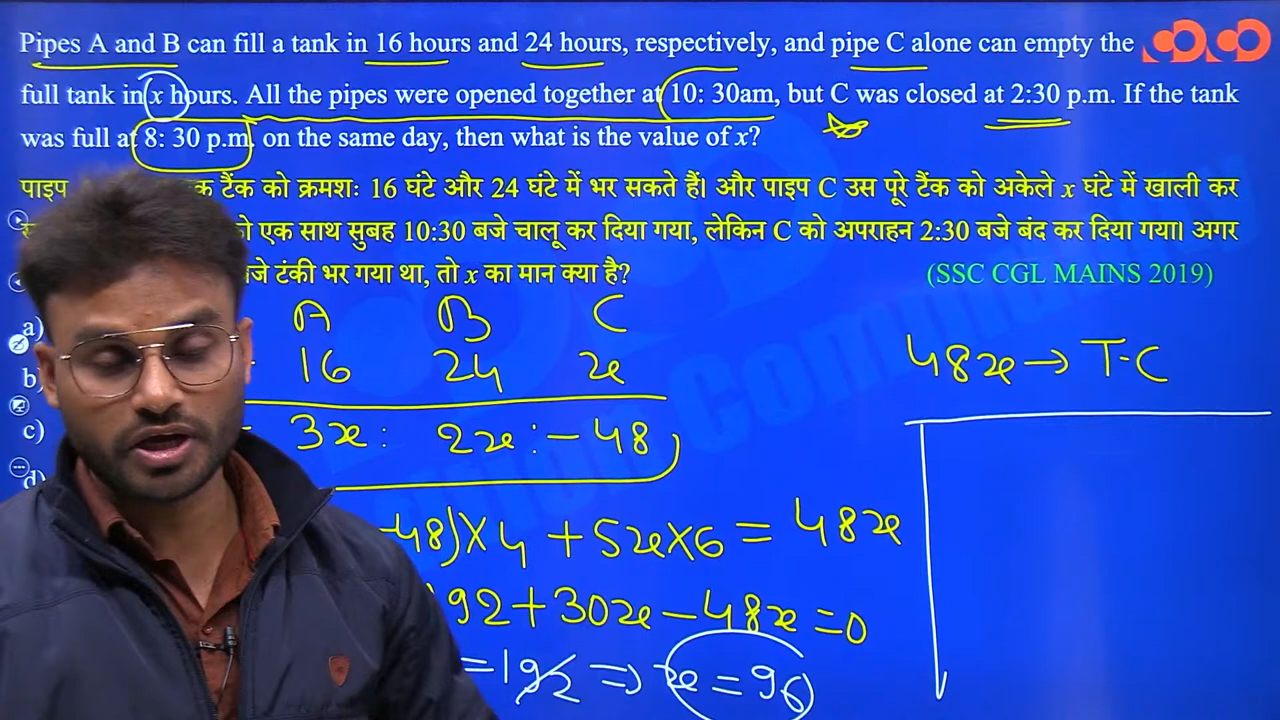 Pipes A and B can fill a tank in 16 hours and 24 hours, respectively, and pipe C alone can empty the
full tank in x hours. All the pipes were opened together at 10: 30am, but C was closed at 2:30 p.m. If the tank
was full at 8: 30 p.m. on the same day, then what is the value of x?
पाइप क टैंक को क्रमशः 16 घंटे और 24 घंटे में भर सकते हैं। और पाइप C उस पूरे टैंक को अकेले x घंटे में खाली कर
को एक साथ सुबह 10:30 बजे चालू कर दिया गया, लेकिन C को अपराहन 2:30 बजे बंद कर दिया गया। अगर
बजे टंकी भर गया था, तो x का मान क्या है? (SSC CGL MAINS 2019)
a)
b)
c)
d)
A B C
16 24 x
3x : 2x : -48
48x → T.C
-48)×4 + 5x×6 = 48x
192+30x-48x=0
=192 ⇒ x=96